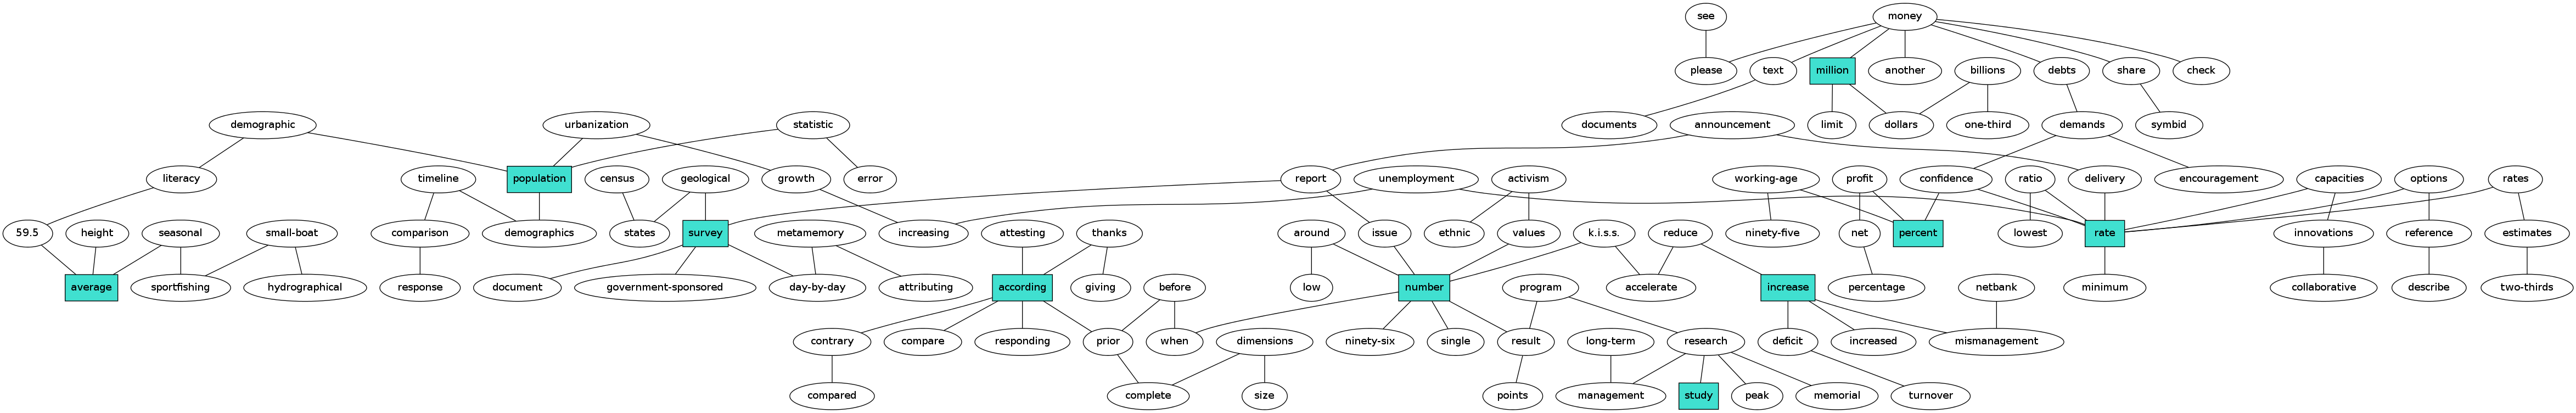 see
money
please
text
million
another
billions
debts
share
check
demographic
urbanization
statistic
documents
announcement
limit
dollars
one-third
demands
symbid
literacy
timeline
population
census
geological
growth
error
report
unemployment
activism
working-age
profit
confidence
ratio
delivery
encouragement
capacities
options
rates
59.5
height
seasonal
small-boat
comparison
demographics
states
survey
metamemory
increasing
attesting
thanks
around
issue
ethnic
values
k.i.s.s.
reduce
ninety-five
net
percent
lowest
rate
innovations
reference
estimates
average
sportfishing
hydrographical
response
document
government-sponsored
day-by-day
attributing
according
giving
before
low
number
program
accelerate
increase
percentage
netbank
minimum
collaborative
describe
two-thirds
contrary
compare
responding
prior
when
dimensions
ninety-six
single
result
long-term
research
deficit
increased
mismanagement
compared
complete
size
points
management
study
peak
memorial
turnover